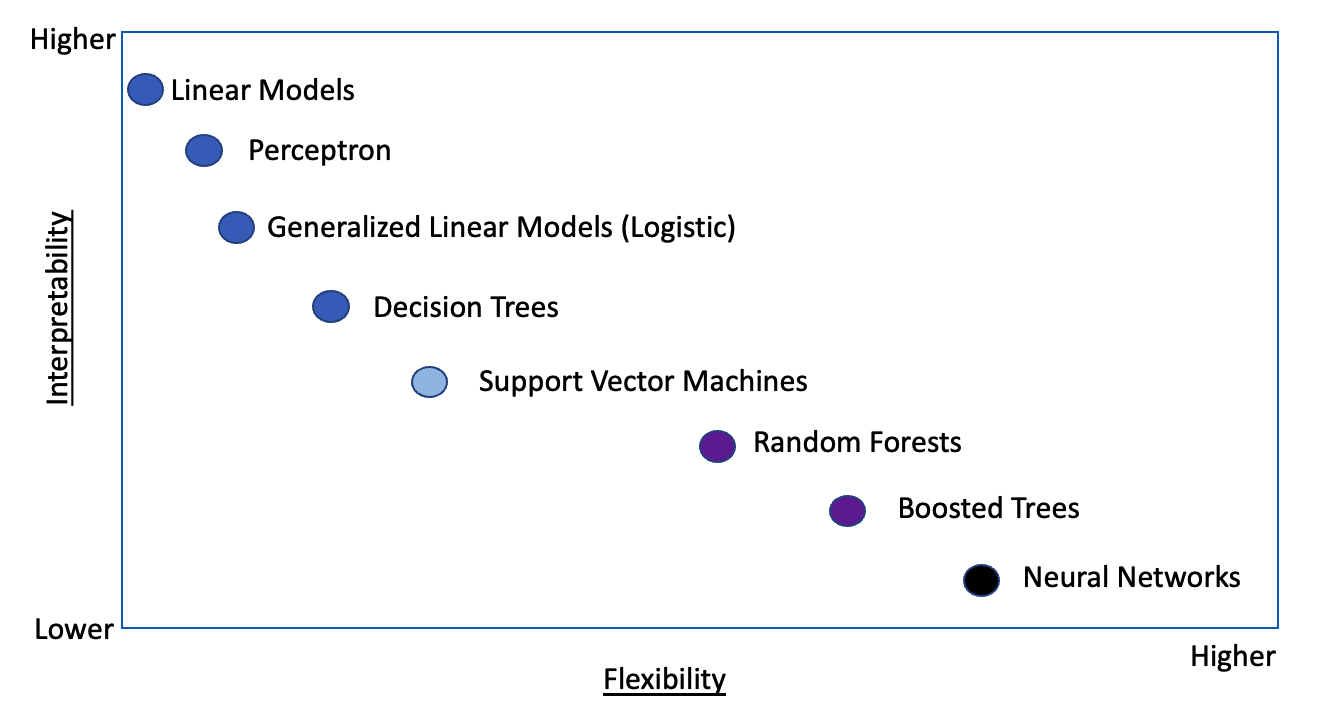 Higher
Linear Models
Perceptron
Generalized Linear Models (Logistic)
Interpretability
Decision Trees
Support Vector Machines
Random Forests
Boosted Trees
Neural Networks
Lower
Higher
Flexibility